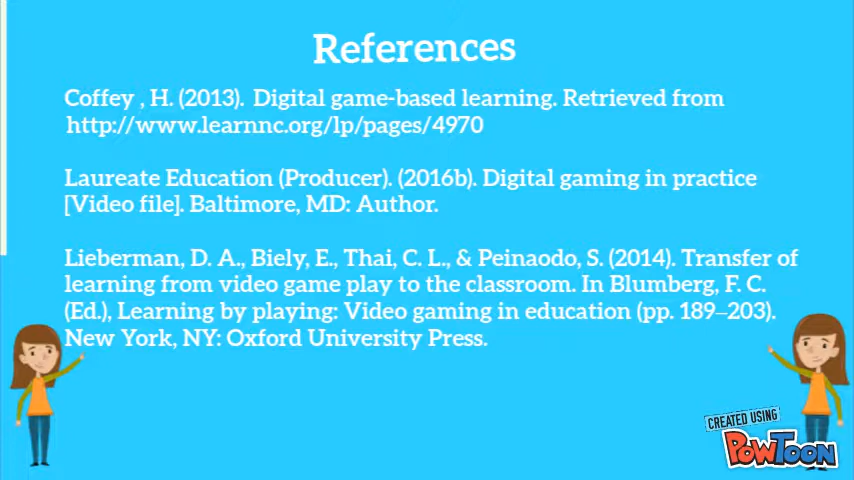 References
Coffey , H. (2013). Digital game-based learning. Retrieved from
http://www.learnnc.org/lp/pages/4970
Laureate Education (Producer). (2016b). Digital gaming in practice
[Video file]. Baltimore, MD: Author.
Lieberman, D. A., Biely, E., Thai, C. L., & Peinaodo, S. (2014). Transfer of
learning from video game play to the classroom. In Blumberg, F. C.
(Ed.), Learning by playing: Video gaming in education (pp. 189–203).
New York, NY: Oxford University Press.
CREATED USING
POWTOON